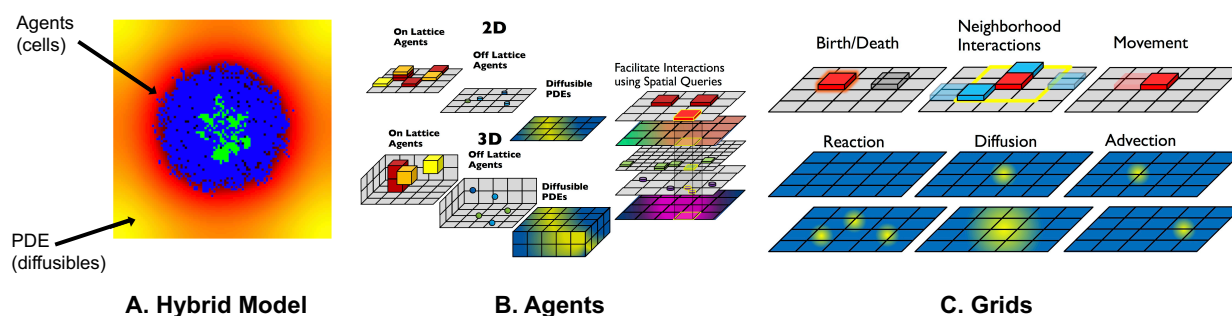 Agents
(cells)
PDE
(diffusibles)
A. Hybrid Model
2D
On Lattice
Agents
Off Lattice
Agents
Diffusible
PDEs
3D
On Lattice
Agents
Off Lattice
Agents
Diffusible
PDEs
Facilitate Interactions
using Spatial Queries
B. Agents
Birth/Death
Neighborhood
Interactions
Movement
Reaction
Diffusion
Advection
C. Grids